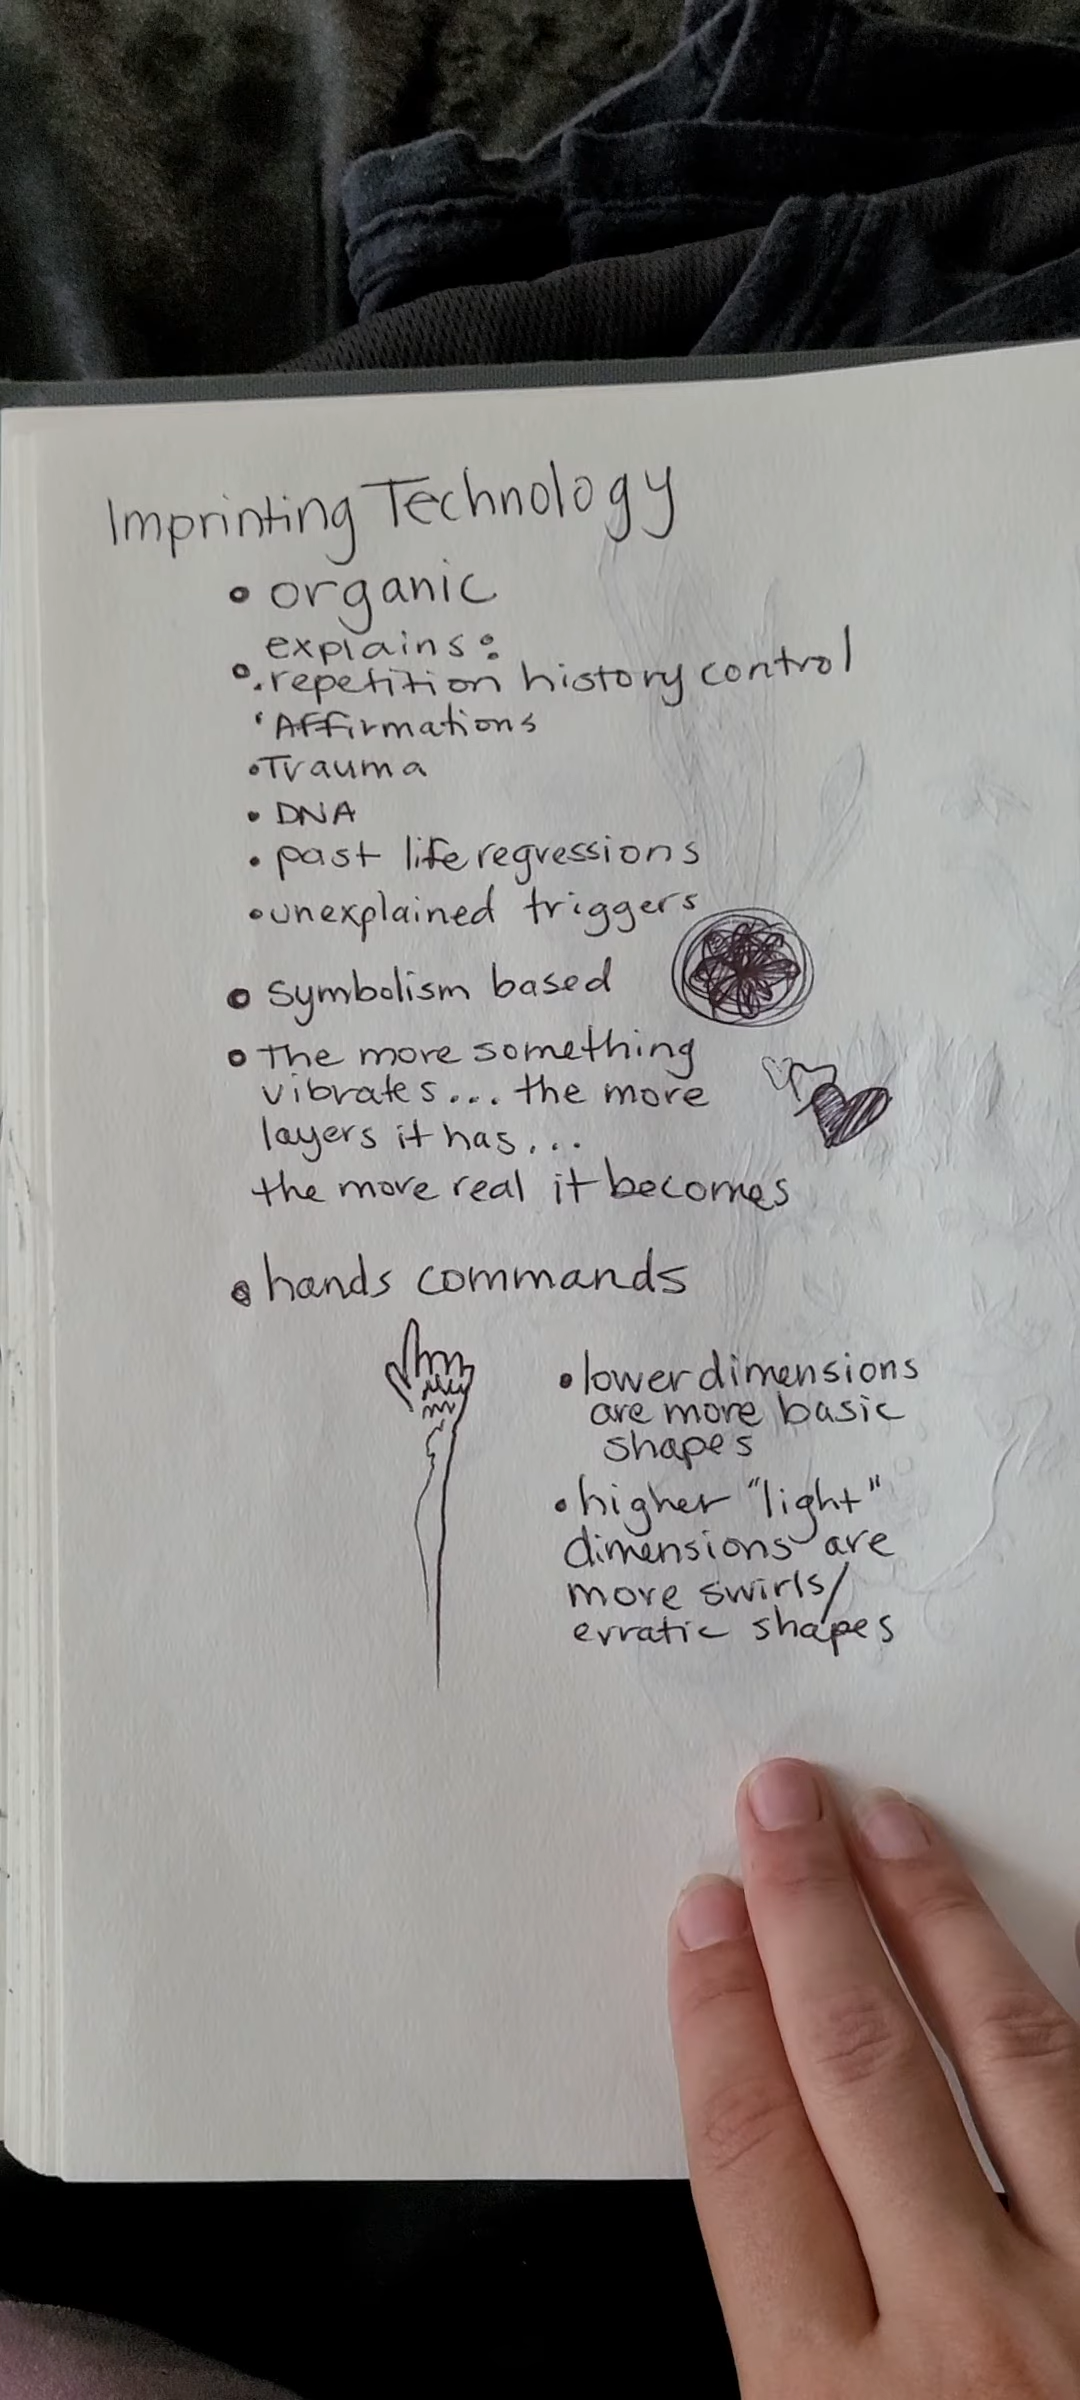 Imprinting Technology
• organic
explains:
• repetition history control
• Affirmations
• Trauma
• DNA
• past life regressions
• unexplained triggers
• symbolism based
• The more something
vibrates... the more
layers it has...
the more real it becomes
• hands commands
• lower dimensions
are more basic
shapes
• higher "light"
dimensions are
more swirls/
erratic shapes